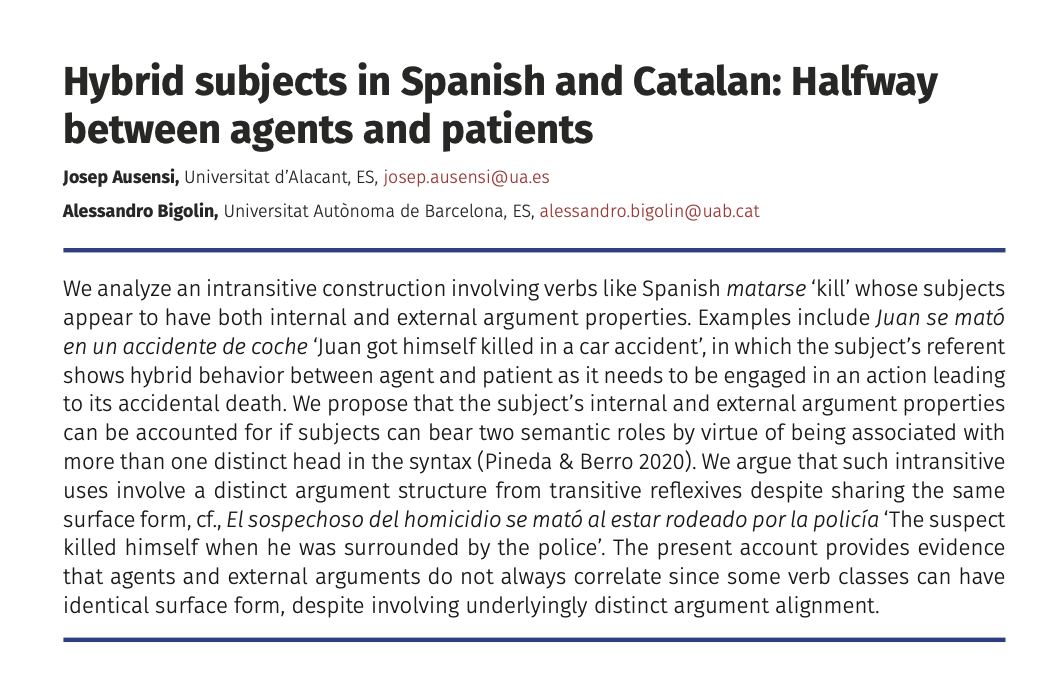 Hybrid subjects in Spanish and Catalan: Halfway
between agents and patients
Josep Ausensi, Universitat d’Alacant, ES, josep.ausensi@ua.es
Alessandro Bigolin, Universitat Autònoma de Barcelona, ES, alessandro.bigolin@uab.cat
We analyze an intransitive construction involving verbs like Spanish matarse ‘kill’ whose subjects
appear to have both internal and external argument properties. Examples include Juan se mató
en un accidente de coche ‘Juan got himself killed in a car accident’, in which the subject’s referent
shows hybrid behavior between agent and patient as it needs to be engaged in an action leading
to its accidental death. We propose that the subject’s internal and external argument properties
can be accounted for if subjects can bear two semantic roles by virtue of being associated with
more than one distinct head in the syntax (Pineda & Berro 2020). We argue that such intransitive
uses involve a distinct argument structure from transitive reflexives despite sharing the same
surface form, cf., El sospechoso del homicidio se mató al estar rodeado por la policía ‘The suspect
killed himself when he was surrounded by the police’. The present account provides evidence
that agents and external arguments do not always correlate since some verb classes can have
identical surface form, despite involving underlyingly distinct argument alignment.